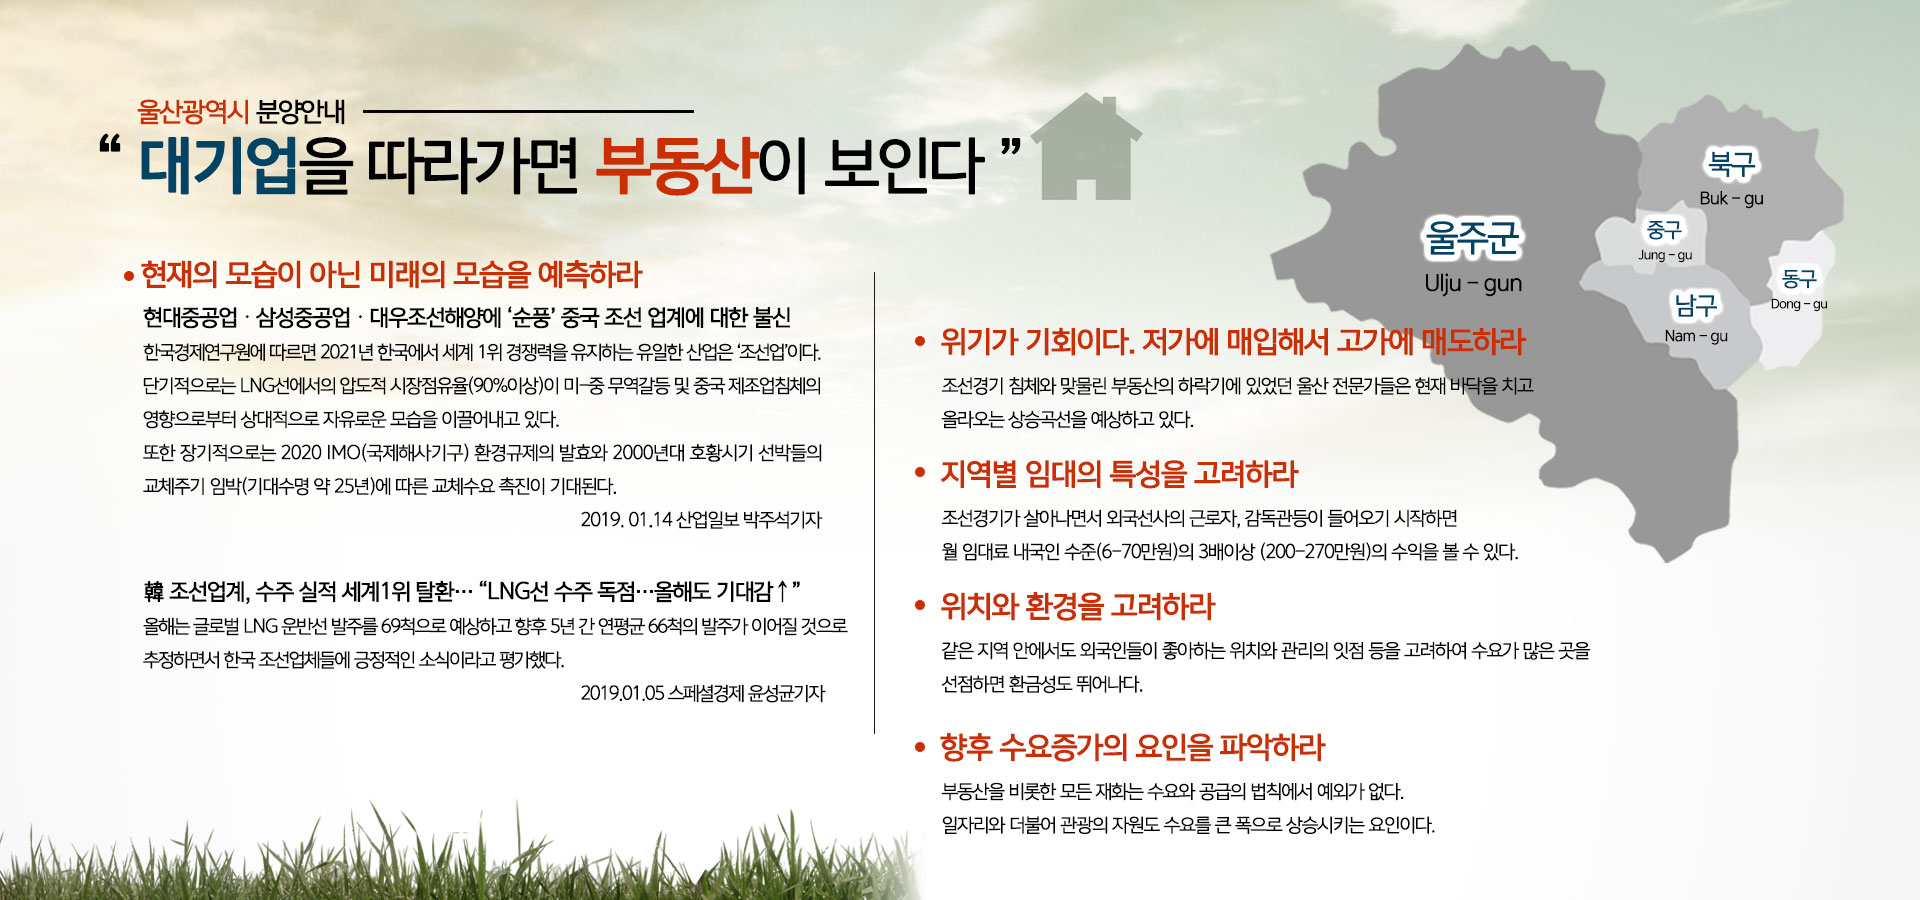 울산광역시 분양안내
“ 대기업을 따라가면 부동산이 보인다 ”
• 현재의 모습이 아닌 미래의 모습을 예측하라
현대중공업 · 삼성중공업 · 대우조선해양에 ‘순풍’ 중국 조선 업계에 대한 불신
한국경제연구원에 따르면 2021년 한국에서 세계 1위 경쟁력을 유지하는 유일한 산업은 ‘조선업’이다.
단기적으로는 LNG선에서의 압도적 시장점유율(90%이상)이 미-중 무역갈등 및 중국 제조업침체의
영향으로부터 상대적으로 자유로운 모습을 이끌어내고 있다.
또한 장기적으로는 2020 IMO(국제해사기구) 환경규제의 발효와 2000년대 호황시기 선박들의
교체주기 임박(기대수명 약 25년)에 따른 교체수요 촉진이 기대된다.
2019. 01.14 산업일보 박주석기자
韓 조선업계, 수주 실적 세계1위 탈환… “LNG선 수주 독점…올해도 기대감↑”
올해는 글로벌 LNG 운반선 발주를 69척으로 예상하고 향후 5년 간 연평균 66척의 발주가 이어질 것으로
추정하면서 한국 조선업체들에 긍정적인 소식이라고 평가했다.
2019.01.05 스페셜경제 윤성균기자
• 위기가 기회이다. 저가에 매입해서 고가에 매도하라
조선경기 침체와 맞물린 부동산의 하락기에 있었던 울산 전문가들은 현재 바닥을 치고
올라오는 상승곡선을 예상하고 있다.
• 지역별 임대의 특성을 고려하라
조선경기가 살아나면서 외국선사의 근로자, 감독관등이 들어오기 시작하면
월 임대료 내국인 수준(6-70만원)의 3배이상 (200-270만원)의 수익을 볼 수 있다.
• 위치와 환경을 고려하라
같은 지역 안에서도 외국인들이 좋아하는 위치와 관리의 잇점 등을 고려하여 수요가 많은 곳을
선점하면 환금성도 뛰어나다.
• 향후 수요증가의 요인을 파악하라
부동산을 비롯한 모든 재화는 수요와 공급의 법칙에서 예외가 없다.
일자리와 더불어 관광의 자원도 수요를 큰 폭으로 상승시키는 요인이다.
북구
Buk - gu
울주군
Ulju - gun
중구
Jung - gu
동구
Dong - gu
남구
Nam - gu